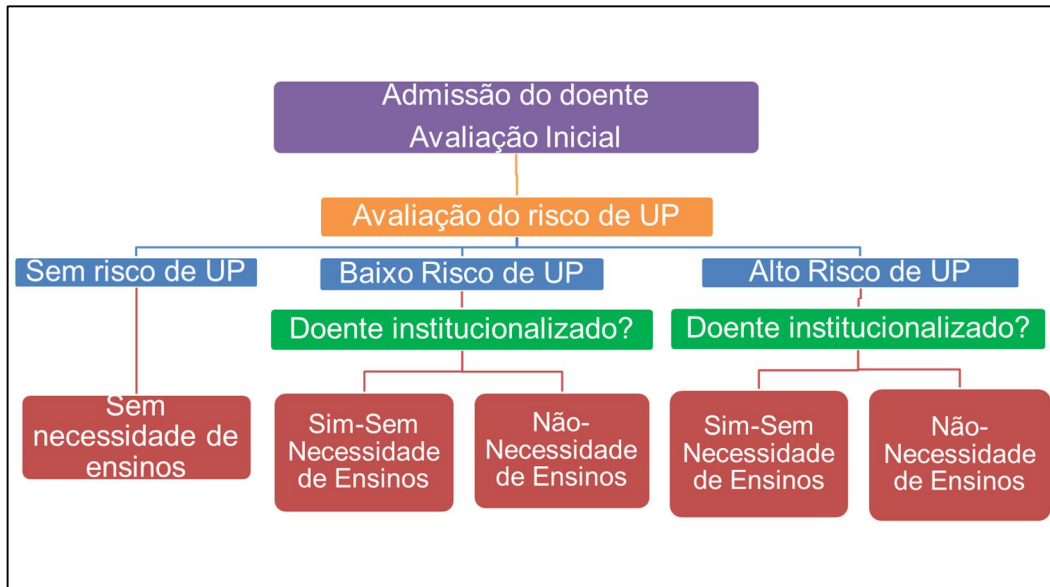 Admissão do doente
Avaliação Inicial
Avaliação do risco de UP
Sem risco de UP
Baixo Risco de UP
Alto Risco de UP
Doente institucionalizado?
Doente institucionalizado?
Sem
necessidade de
ensinos
Sim-Sem
Necessidade
de Ensinos
Não-
Necessidade
de Ensinos
Sim-Sem
Necessidade
de Ensinos
Não-
Necessidade
de Ensinos